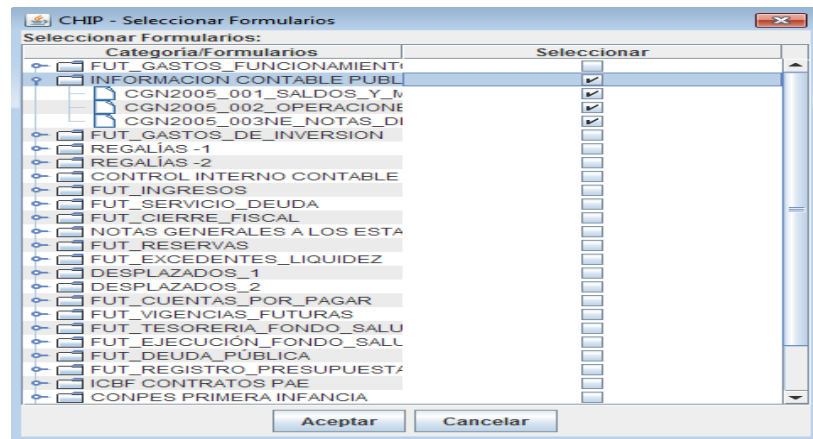 CHIP - Seleccionar Formularios
Seleccionar Formularios:
Categoría/Formularios Seleccionar
FUT_GASTOS_FUNCIONAMIENT
INFORMACION CONTABLE PUBL
CGN2005_001_SALDOS_Y_M
CGN2005_002_OPERACIONE
CGN2005_003NE_NOTAS_D
FUT_GASTOS_DE_INVERSION
REGALÍAS -1
REGALÍAS -2
CONTROL INTERNO CONTABLE
FUT_INGRESOS
FUT_SERVICIO_DEUDA
FUT_CIERRE_FISCAL
NOTAS GENERALES A LOS ESTA
FUT_RESERVAS
FUT_EXCEDENTES_LIQUIDEZ
DESPLAZADOS_1
DESPLAZADOS_2
FUT_CUENTAS_POR_PAGAR
FUT_VIGENCIAS_FUTURAS
FUT_TESORERIA_FONDO_SALU
FUT_EJECUCIÓN_FONDO_SALU
FUT_DEUDA_PÚBLICA
FUT_REGISTRO_PRESUPUESTA
ICBF CONTRATOS PAE
CONPES PRIMERA INFANCIA
Aceptar Cancelar